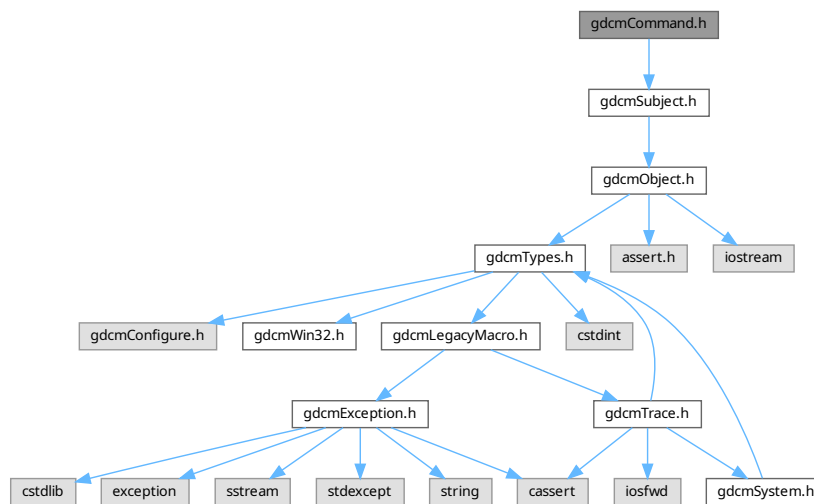 gdcmCommand.h
gdcmSubject.h
gdcmObject.h
gdcmTypes.h
assert.h
iostream
gdcmConfigure.h
gdcmWin32.h
gdcmLegacyMacro.h
cstdint
gdcmException.h
gdcmTrace.h
cstdlib
exception
sstream
stdexcept
string
cassert
iosfwd
gdcmSystem.h